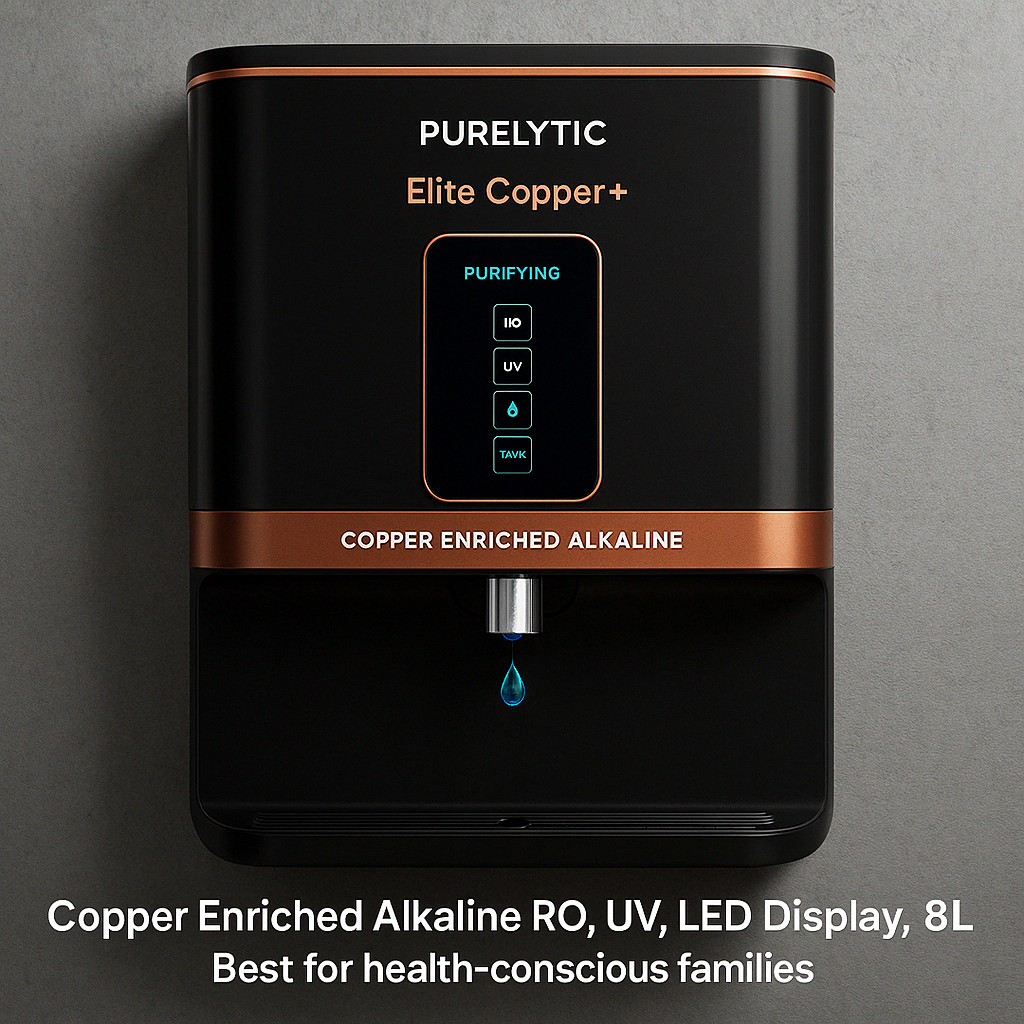 PURELYTIC
Elite Copper+
PURIFYING
IIO
UV
TAVK
COPPER ENRICHED ALKALINE
Copper Enriched Alkaline RO, UV, LED Display, 8L
Best for health-conscious families